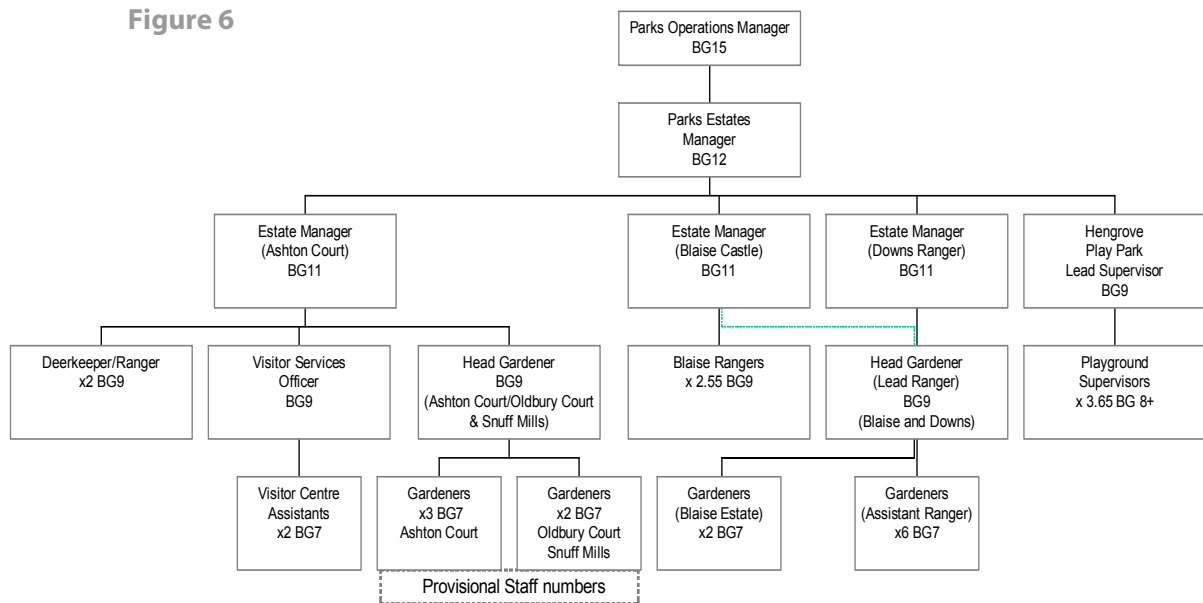 Figure 6
Parks Operations Manager
BG15
Parks Estates
Manager
BG12
Estate Manager
(Ashton Court)
BG11
Estate Manager
(Blaise Castle)
BG11
Estate Manager
(Downs Ranger)
BG11
Hengrove
Play Park
Lead Supervisor
BG9
Deerkeeper/Ranger
x2 BG9
Visitor Services
Officer
BG9
Head Gardener
BG9
(Ashton Court/Oldbury Court
& Snuff Mills)
Blaise Rangers
x 2.55 BG9
Head Gardener
(Lead Ranger)
BG9
(Blaise and Downs)
Playground
Supervisors
x 3.65 BG 8+
Visitor Centre
Assistants
x2 BG7
Gardeners
x3 BG7
Ashton Court
Gardeners
x2 BG7
Oldbury Court
Snuff Mills
Gardeners
(Blaise Estate)
x2 BG7
Gardeners
(Assistant Ranger)
x6 BG7
Provisional Staff numbers